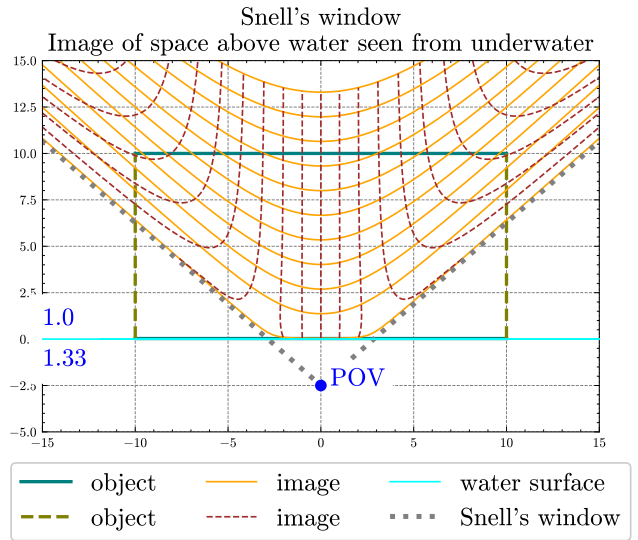 Snell's window
Image of space above water seen from underwater
15.0
12.5
10.0
7.5
5.0
2.5
1.0
0.
1.33
POV
−2.5
−5.0
−15 −10 −5 0 5 10 15
object image water surface
object image Snell's window